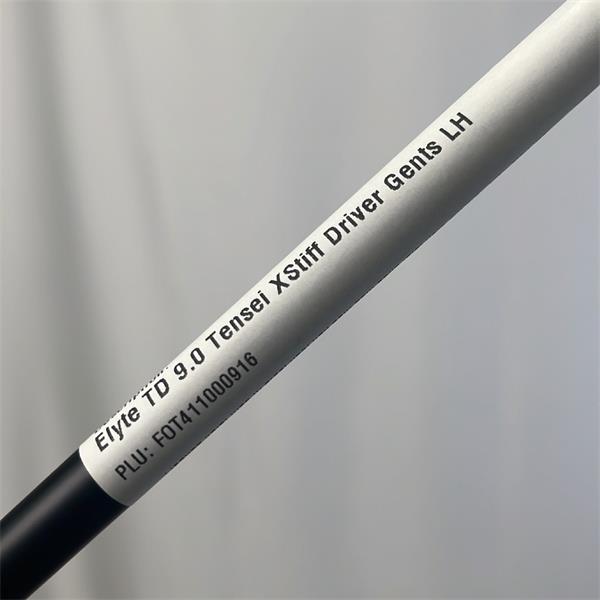 Elyte TD 9.0 Tensei XStiff Driver Gents LH
PLU: FOT411000916